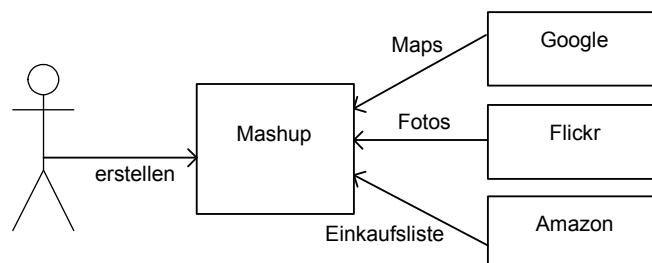 Google
Maps
Mashup
Fotos
Flickr
erstellen
Einkaufsliste
Amazon